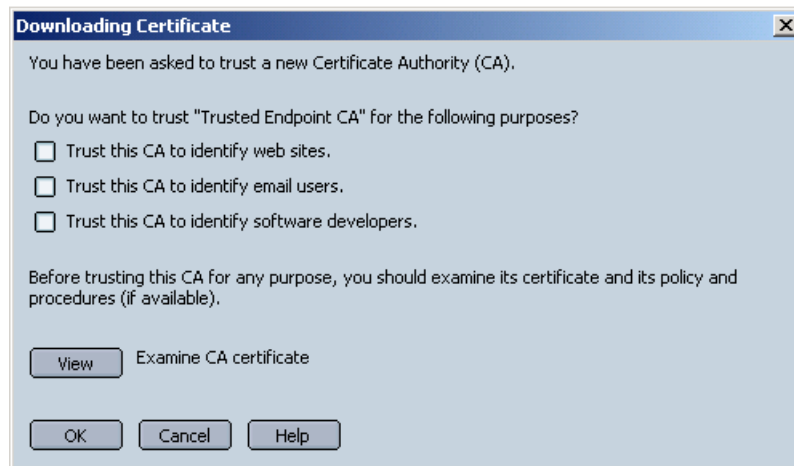 Downloading Certificate
You have been asked to trust a new Certificate Authority (CA).
Do you want to trust "Trusted Endpoint CA" for the following purposes?
Trust this CA to identify web sites.
Trust this CA to identify email users.
Trust this CA to identify software developers.
Before trusting this CA for any purpose, you should examine its certificate and its policy and
procedures (if available).
View Examine CA certificate
OK Cancel Help